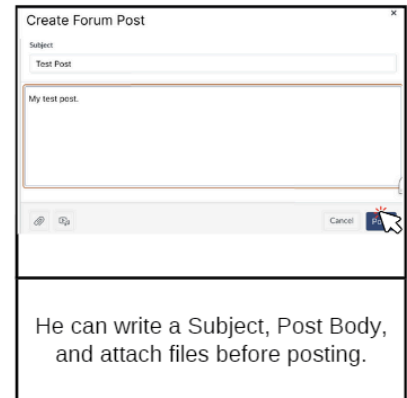 Create Forum Post
×
Subject
Test Post
My test post.
Cancel
He can write a Subject, Post Body,
and attach files before posting.